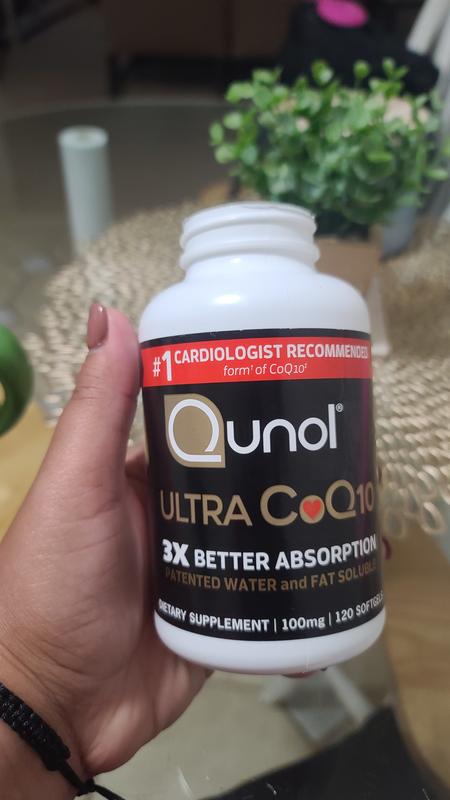 #1 CARDIOLOGIST RECOMMENDED
form† of CoQ10‡
Qunol®
ULTRA CoQ10
3X BETTER ABSORPTION
PATENTED WATER and FAT SOLUBLE
DIETARY SUPPLEMENT | 100mg | 120 SOFTGELS